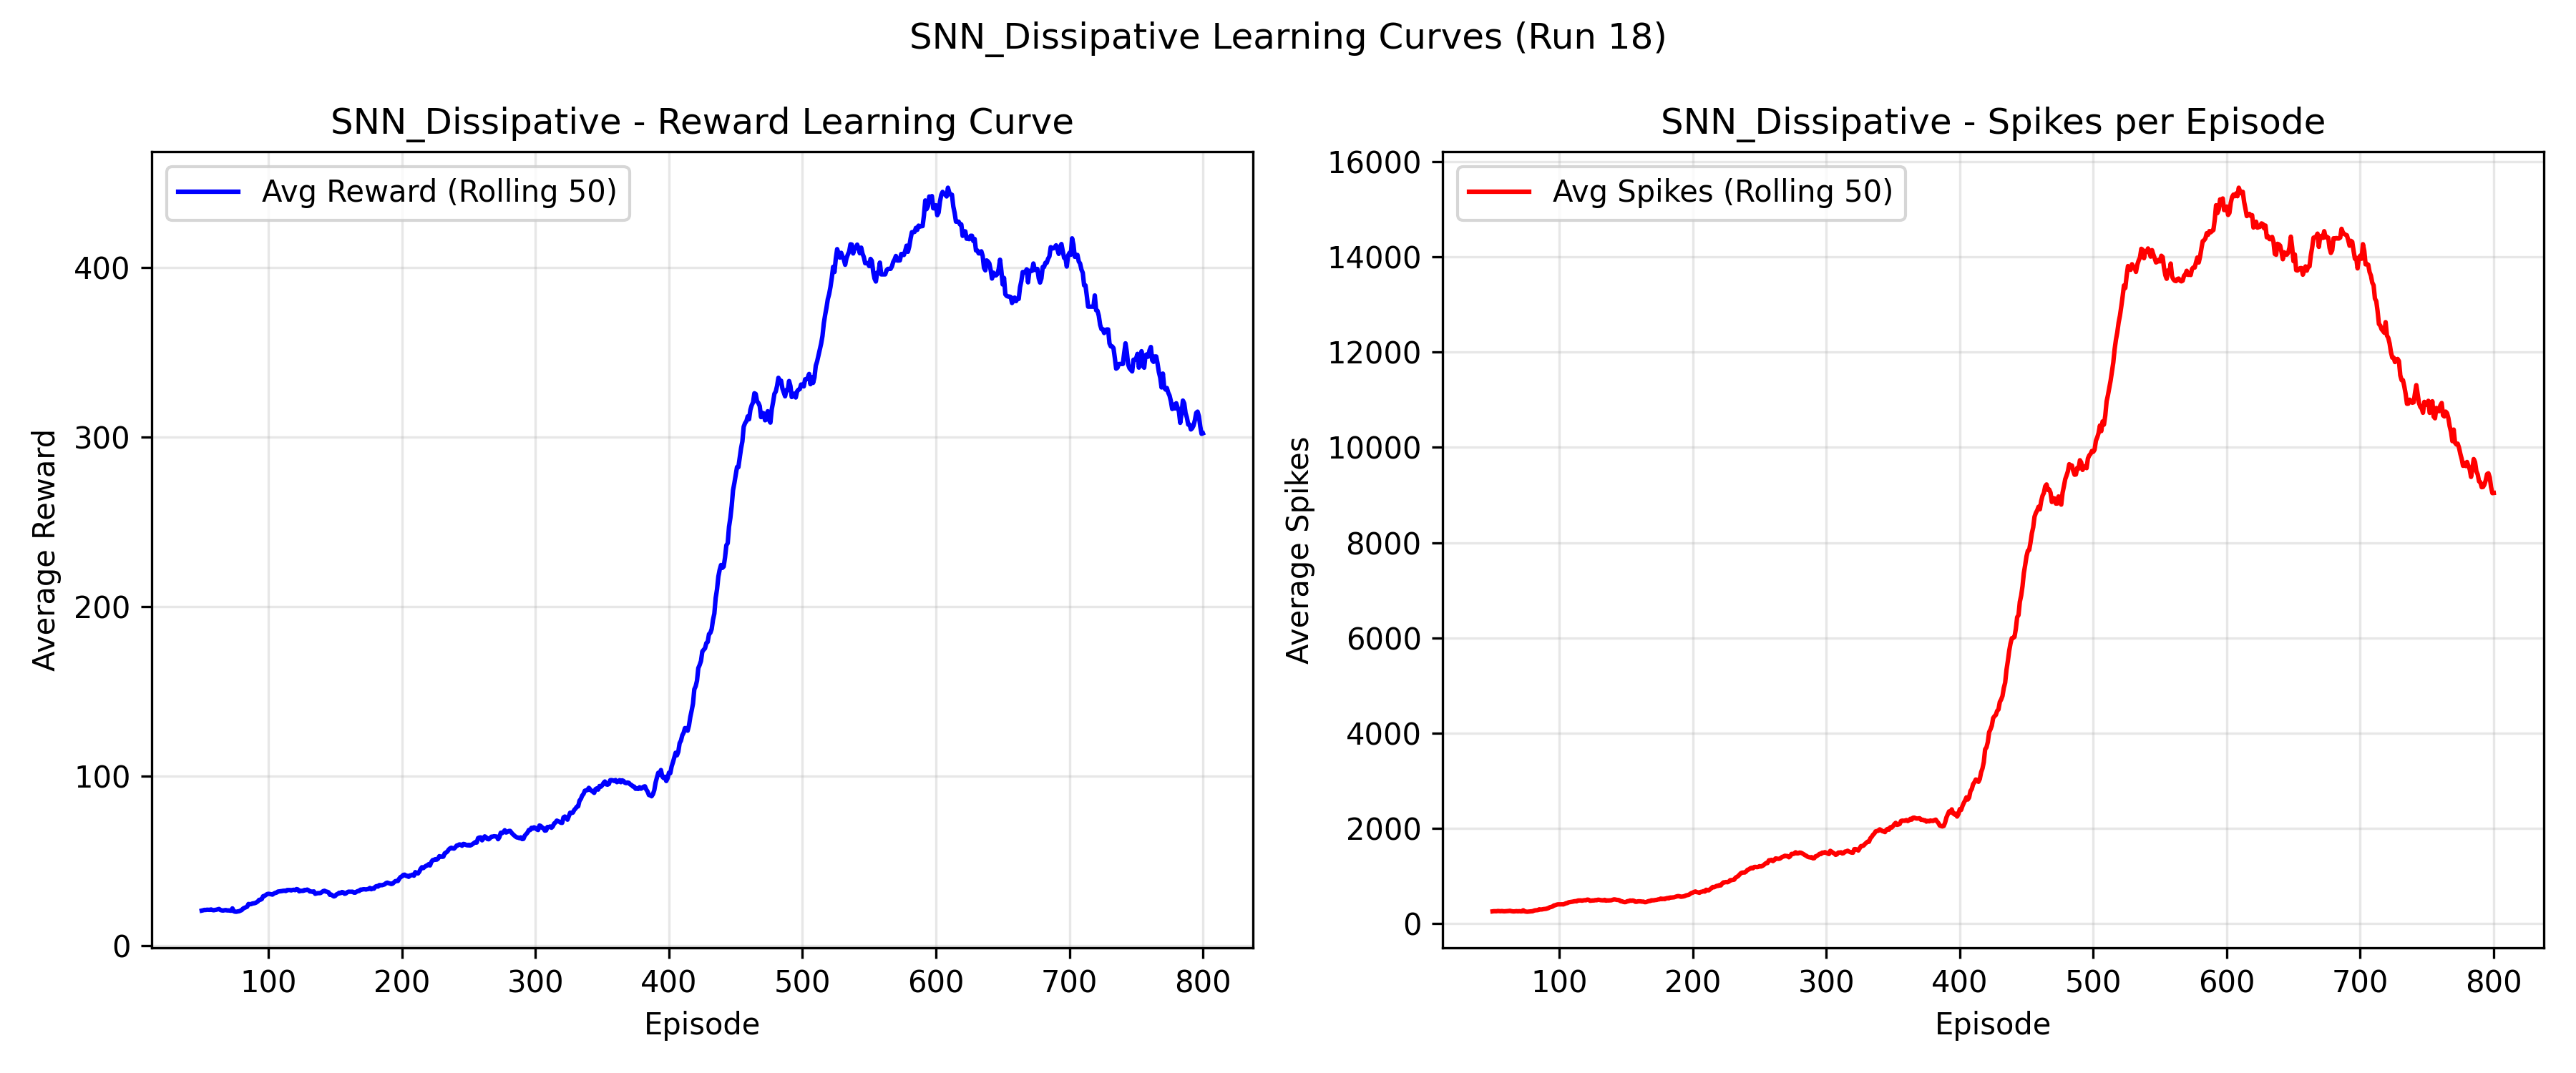 SNN_Dissipative Learning Curves (Run 18)
SNN_Dissipative - Reward Learning Curve
Avg Reward (Rolling 50)
Average Reward
400
300
200
100
0
100 200 300 400 500 600 700 800
Episode
SNN_Dissipative - Spikes per Episode
Avg Spikes (Rolling 50)
Average Spikes
16000
14000
12000
10000
8000
6000
4000
2000
0
100 200 300 400 500 600 700 800
Episode